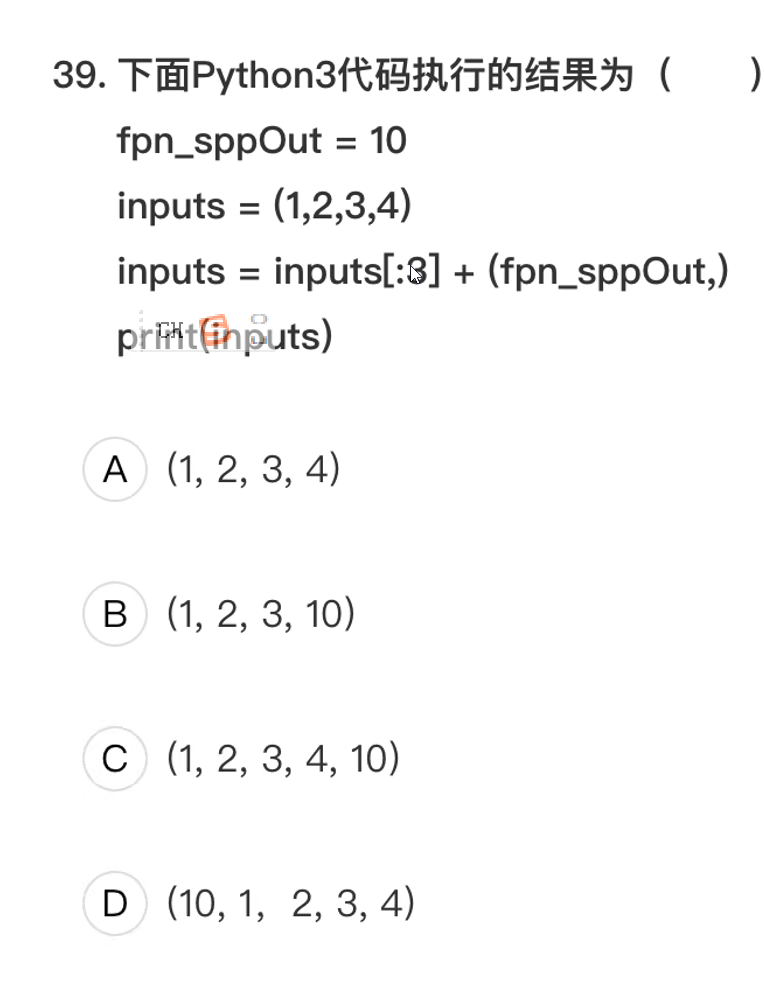 39. 下面Python3代码执行的结果为（　　）
fpn_sppOut = 10
inputs = (1,2,3,4)
inputs = inputs[:3] + (fpn_sppOut,)
print(inputs)
A (1, 2, 3, 4)
B (1, 2, 3, 10)
C (1, 2, 3, 4, 10)
D (10, 1, 2, 3, 4)